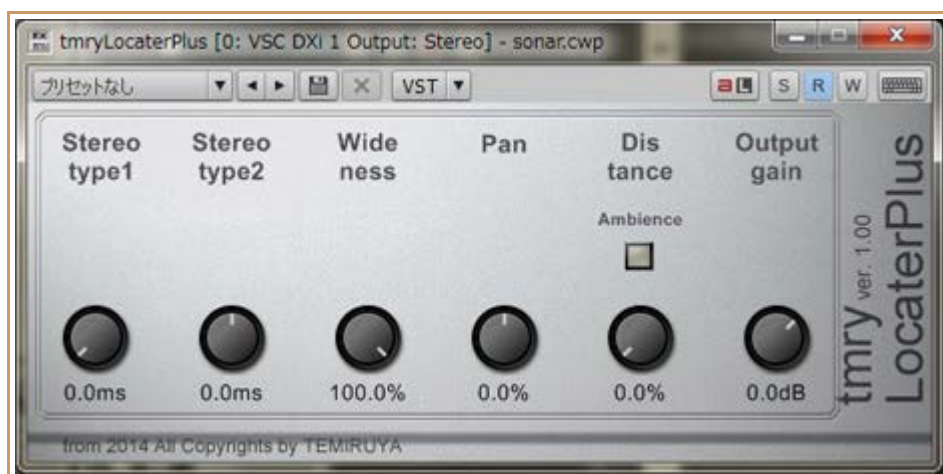 tmryLocaterPlus [0: VSC DXi 1 Output: Stereo] - sonar.cwp
プリセットなし VST S R W
Stereo type1
Stereo type2
Wide ness
Pan
Dis tance
Output gain
Ambience
0.0ms
0.0ms
100.0%
0.0%
0.0%
0.0dB
tmry ver. 1.00
LocaterPlus
from 2014 All Copyrights by TEMIRUYA